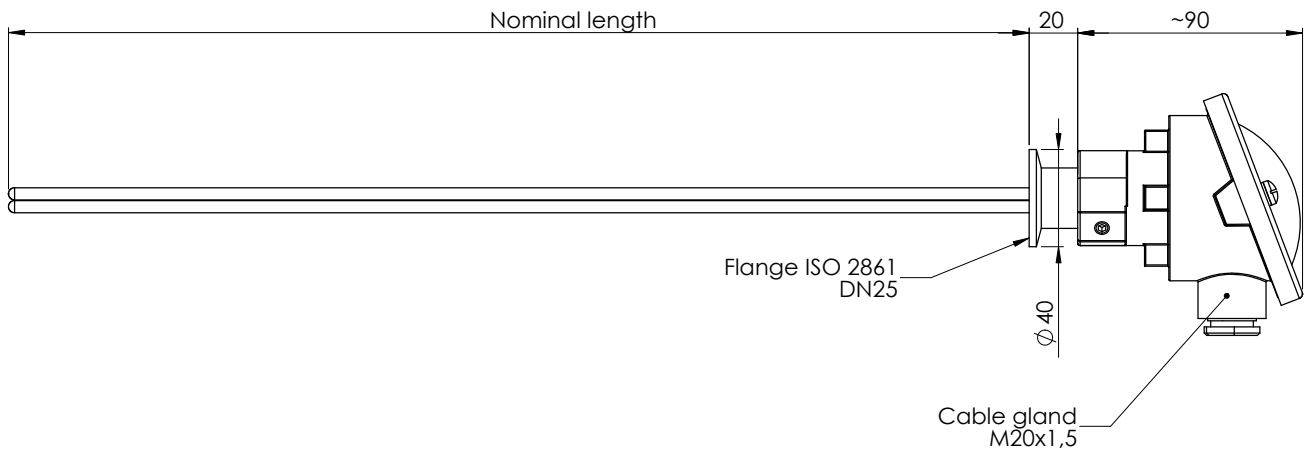 Nominal length
20
~90
Flange ISO 2861
DN25
∅ 40
Cable gland
M20x1,5